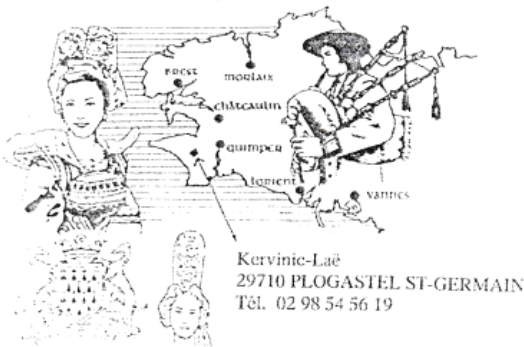 BREST
MORLAIX
CHÂTEAULIN
QUIMPER
LORIENT
VANNES
Kervinic-Laë
29710 PLOGASTEL ST-GERMAIN
Tél. 02 98 54 56 19